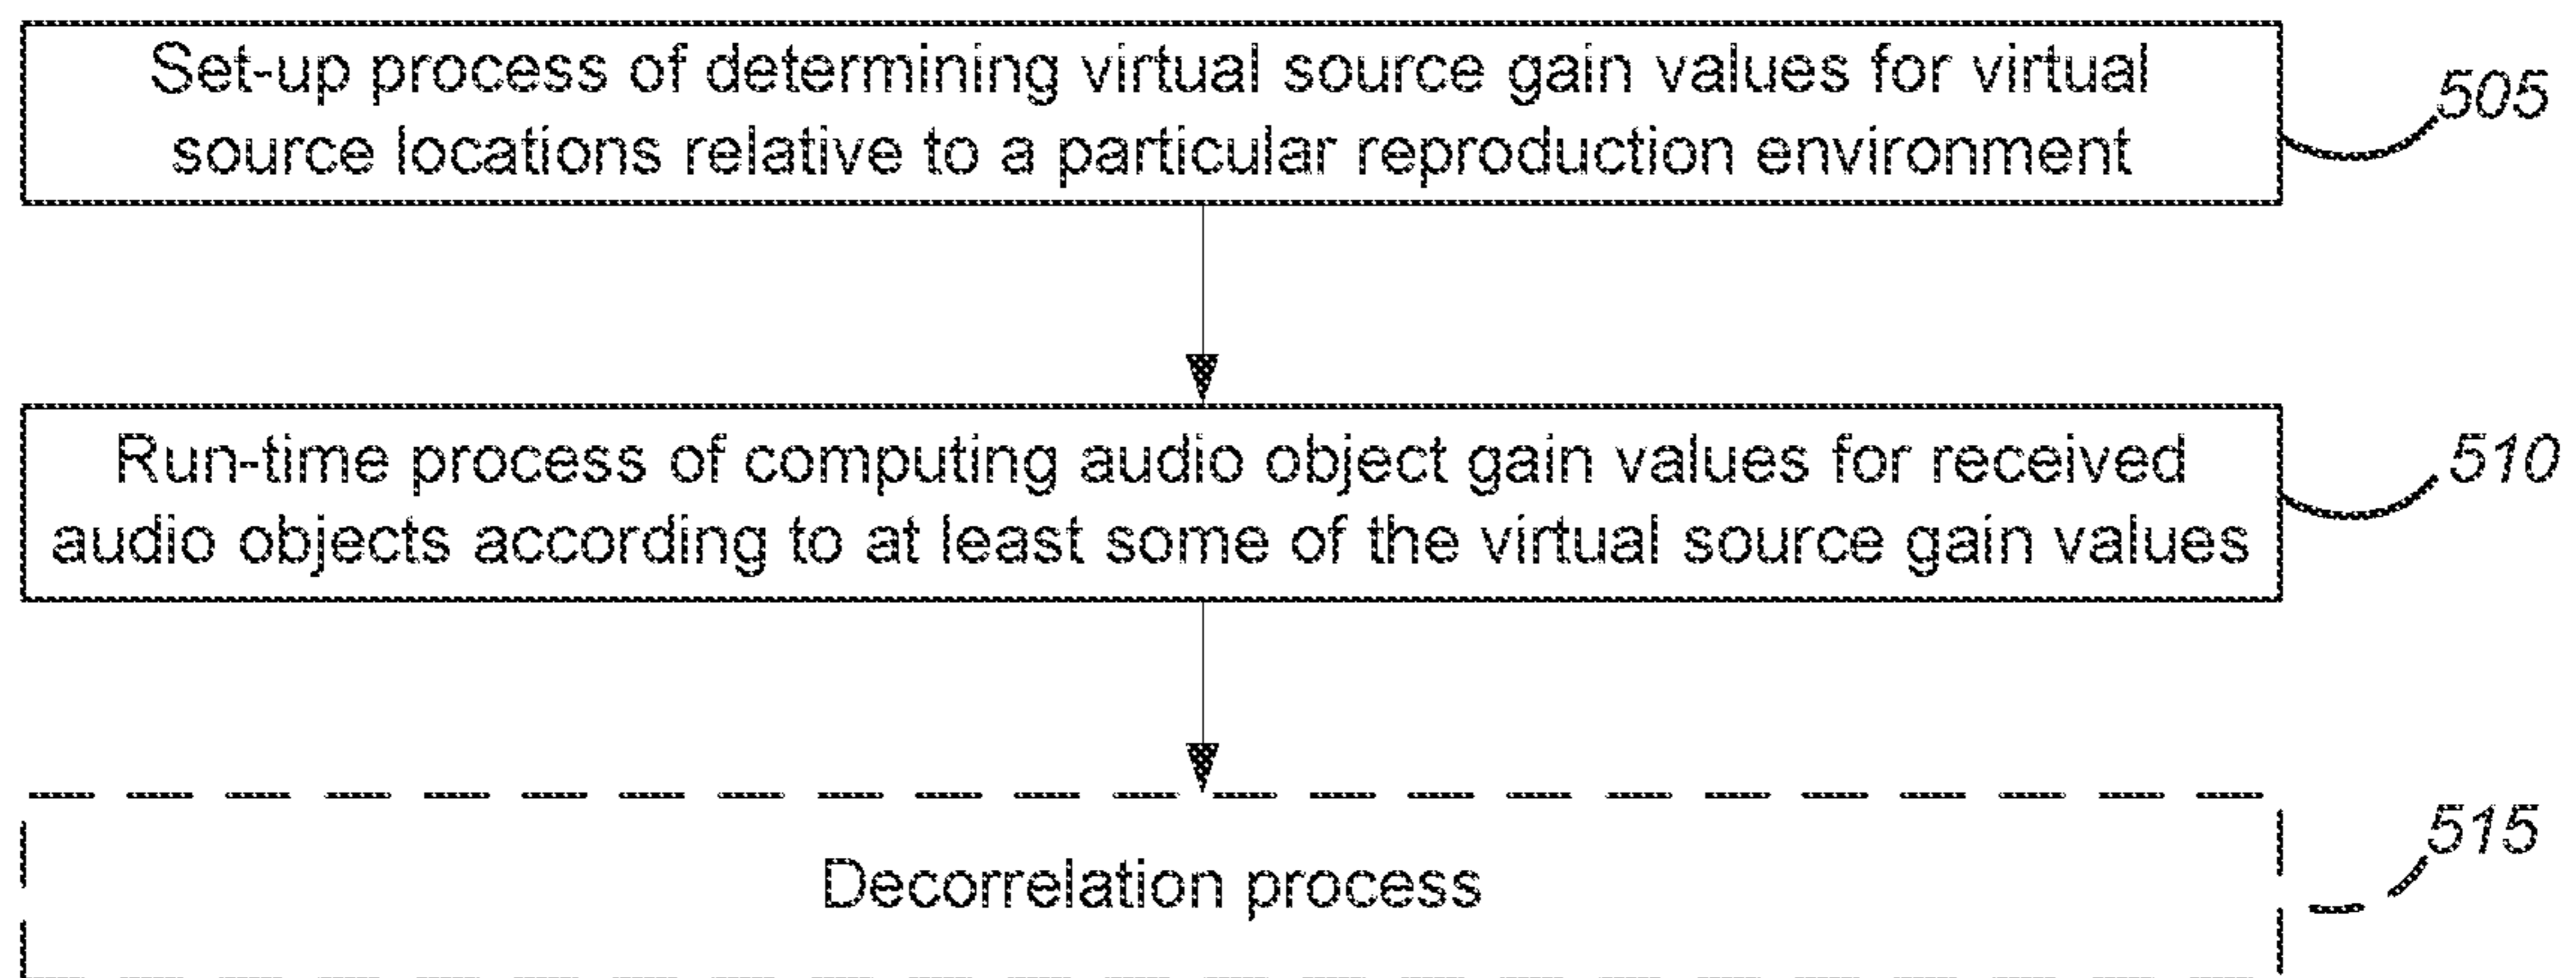 Set-up process of determining virtual source gain values for virtual
source locations relative to a particular reproduction environment
505
Run-time process of computing audio object gain values for received
audio objects according to at least some of the virtual source gain values
510
Decorrelation process
515